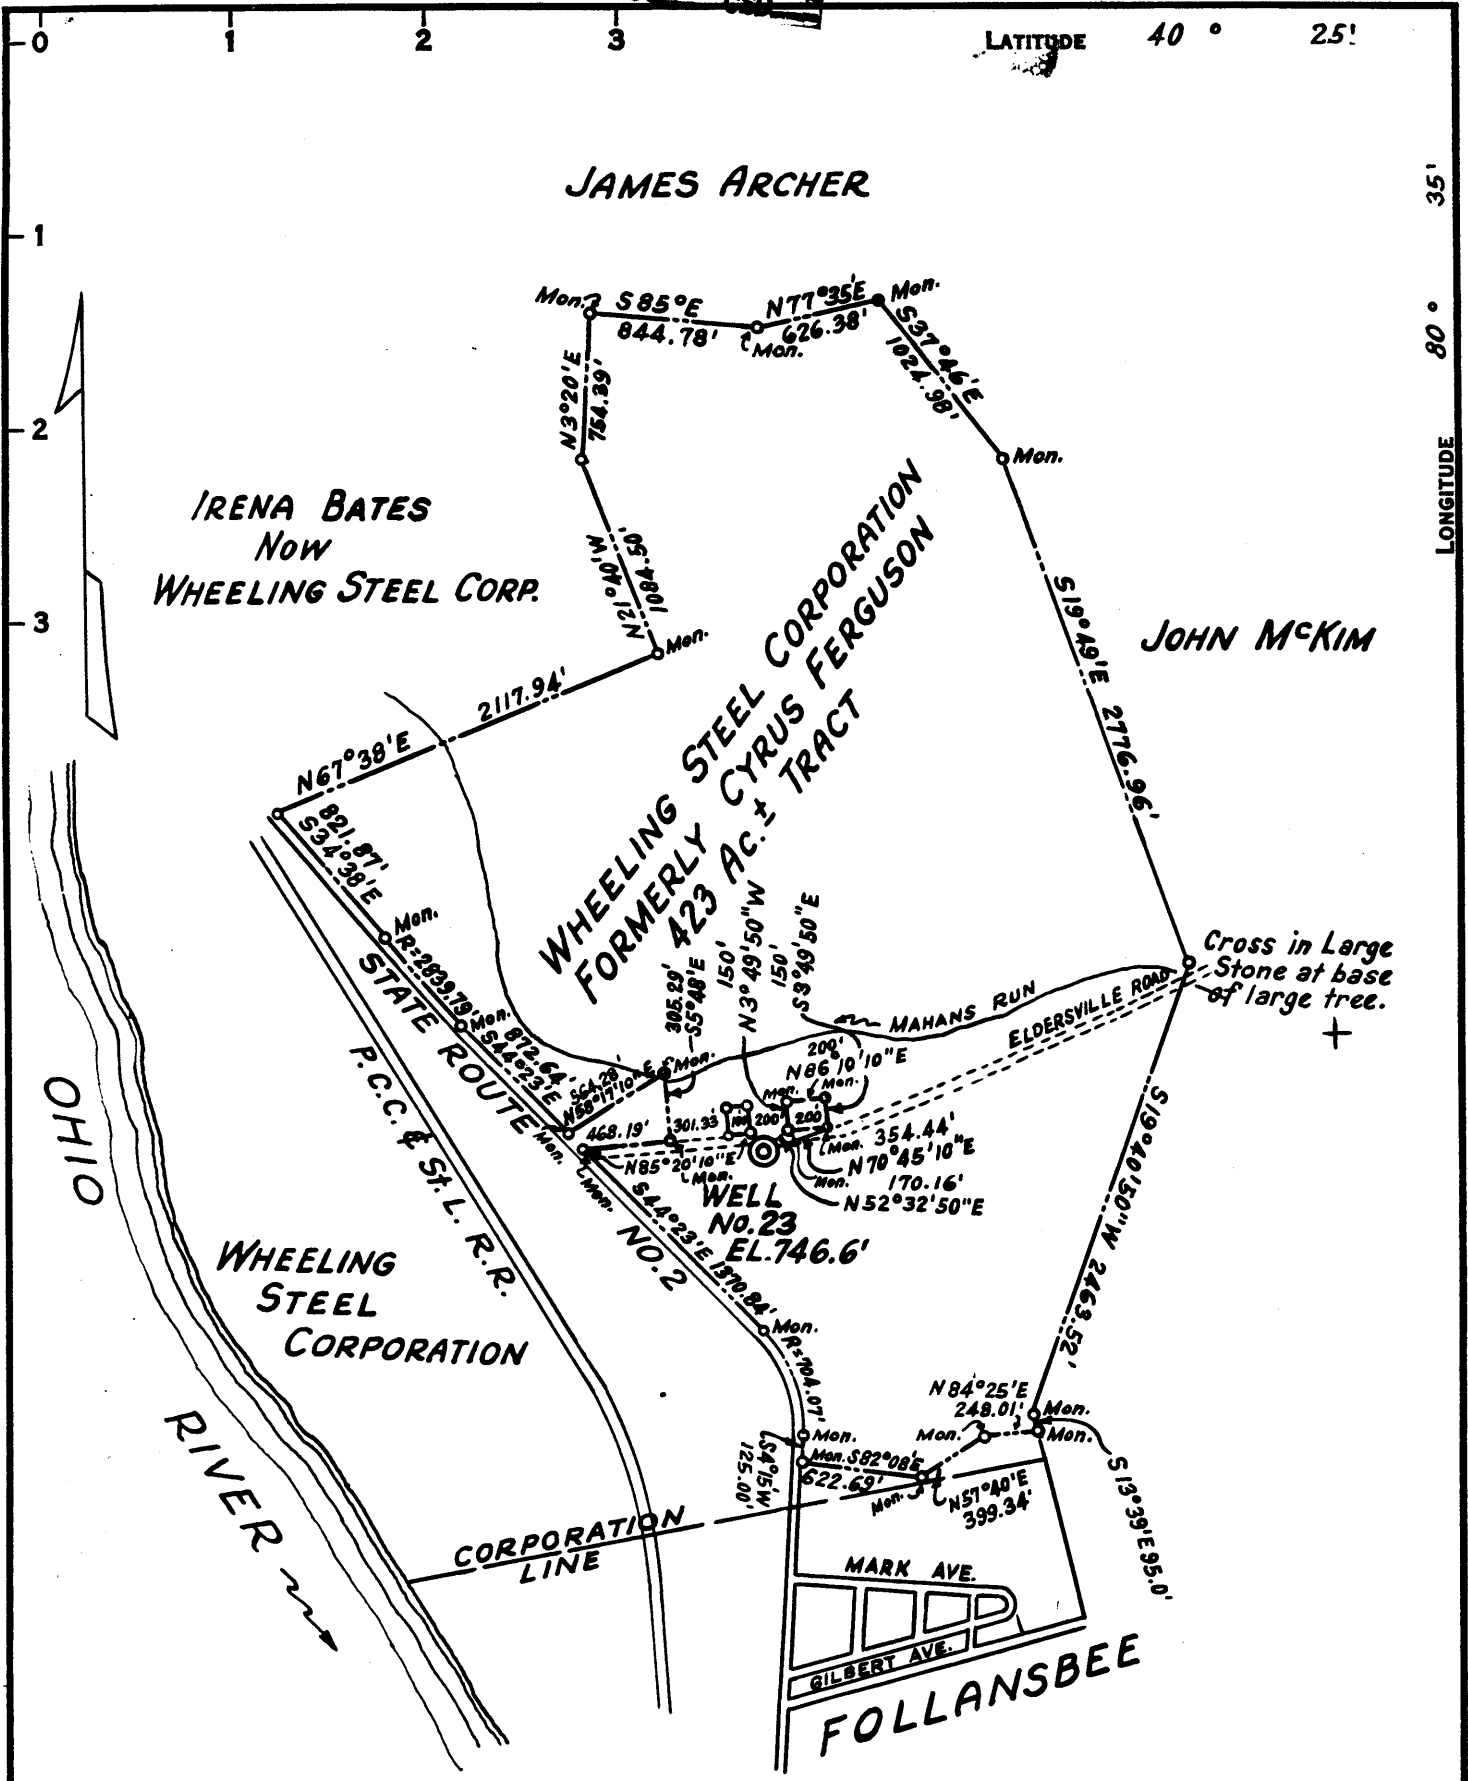 0
1
2
3
LATITUDE 40 ° 25'
35'
80 °
LONGITUDE
1
2
3
JAMES ARCHER
Mon.
S 85° E
844.78'
N 77° 35' E
626.38'
Mon.
Mon.
S 37° 46' E
1024.98'
Mon.
N 3° 20' E
754.39'
IRENA BATES
NOW
WHEELING STEEL CORP.
N 21° 40' W
1084.50'
Mon.
JOHN McKIM
S 19° 49' E 2776.96'
N 67° 38' E
2117.94'
WHEELING STEEL CORPORATION
FORMERLY CYRUS FERGUSON
423 Ac. ± TRACT
821.87'
S 34° 38' E
Mon.
R=2839.79'
Mon.
872.64'
S 44° 23' E
STATE ROUTE NO. 2
P.C.C. & St. L. R.R.
305.29'
S 5° 48' E
150'
N 3° 49' 50" W
150'
S 3° 49' 50" E
MAHANS RUN
ELDERSVILLE ROAD
Cross in Large
Stone at base
of large tree.
564.28'
N 58° 17' 10" E
Mon.
200'
N 86° 10' 10" E
Mon.
Mon.
Mon.
468.19'
301.33'
200'
200'
N 85° 20' 10" E
Mon.
Mon.
Mon.
354.44'
N 70° 45' 10" E
Mon.
170.16'
N 52° 32' 50" E
WELL
No. 23
EL. 746.6'
S 44° 23' E 1370.84'
Mon.
R=704.07'
S 19° 40' 50" W 2463.52'
OHIO
RIVER
WHEELING
STEEL
CORPORATION
N 84° 25' E
248.01'
Mon.
Mon.
Mon.
Mon.
S 4° 15' W
125.00'
Mon.
S 82° 08' E
622.69'
Mon.
N 57° 40' E
399.34'
S 13° 39' E 95.0'
CORPORATION
LINE
MARK AVE.
GILBERT AVE.
FOLLANSBEE